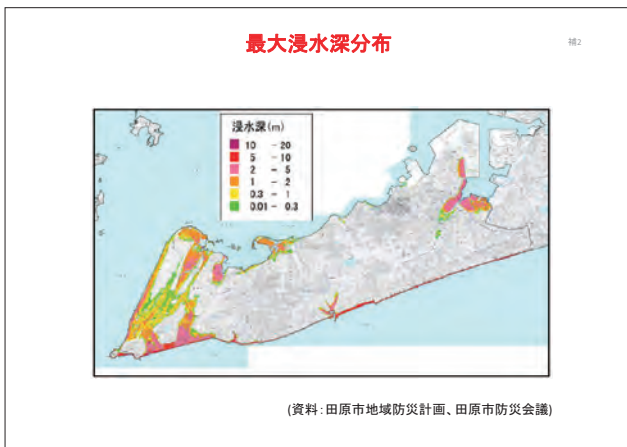 最大浸水深分布
補2
浸水深(m)
10 - 20
5 - 10
2 - 5
1 - 2
0.3 - 1
0.01 - 0.3
(資料:田原市地域防災計画、田原市防災会議)